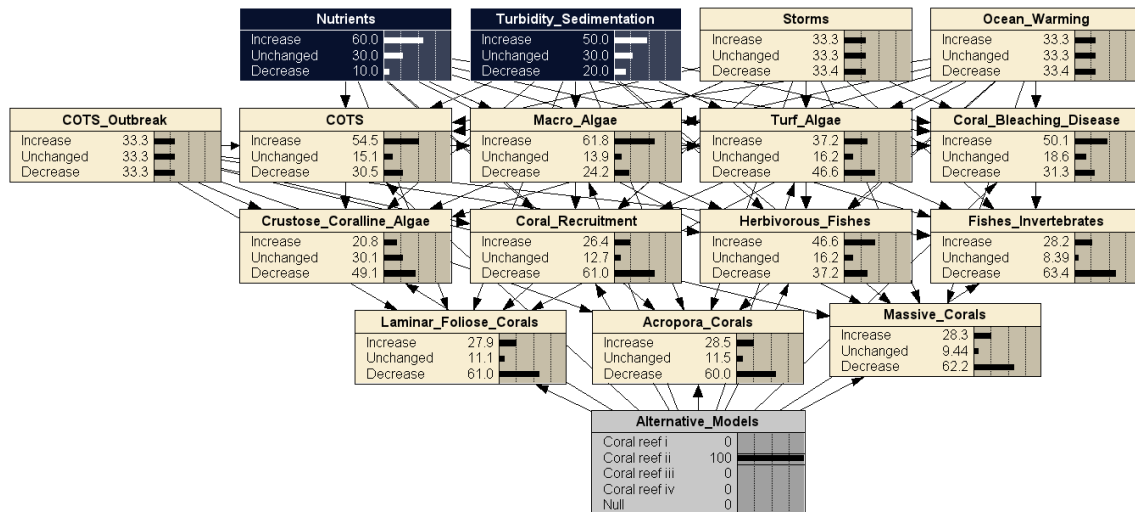 Nutrients
Increase 60.0
Unchanged 30.0
Decrease 10.0
Turbidity_Sedimentation
Increase 50.0
Unchanged 30.0
Decrease 20.0
Storms
Increase 33.3
Unchanged 33.3
Decrease 33.4
Ocean_Warming
Increase 33.3
Unchanged 33.3
Decrease 33.4
COTS_Outbreak
Increase 33.3
Unchanged 33.3
Decrease 33.3
COTS
Increase 54.5
Unchanged 15.1
Decrease 30.5
Macro_Algae
Increase 61.8
Unchanged 13.9
Decrease 24.2
Turf_Algae
Increase 37.2
Unchanged 16.2
Decrease 46.6
Coral_Bleaching_Disease
Increase 50.1
Unchanged 18.6
Decrease 31.3
Crustose_Coralline_Algae
Increase 20.8
Unchanged 30.1
Decrease 49.1
Coral_Recruitment
Increase 26.4
Unchanged 12.7
Decrease 61.0
Herbivorous_Fishes
Increase 46.6
Unchanged 16.2
Decrease 37.2
Fishes_Invertebrates
Increase 28.2
Unchanged 8.39
Decrease 63.4
Laminar_Foliose_Corals
Increase 27.9
Unchanged 11.1
Decrease 61.0
Acropora_Corals
Increase 28.5
Unchanged 11.5
Decrease 60.0
Massive_Corals
Increase 28.3
Unchanged 9.44
Decrease 62.2
Alternative_Models
Coral reef i 0
Coral reef ii 100
Coral reef iii 0
Coral reef iv 0
Null 0